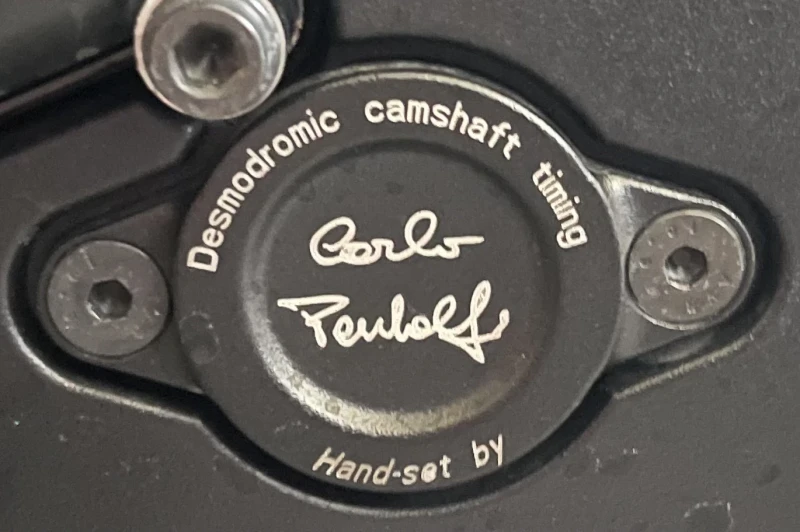 Desmodromic camshaft timing
Carlo
Hand-set by